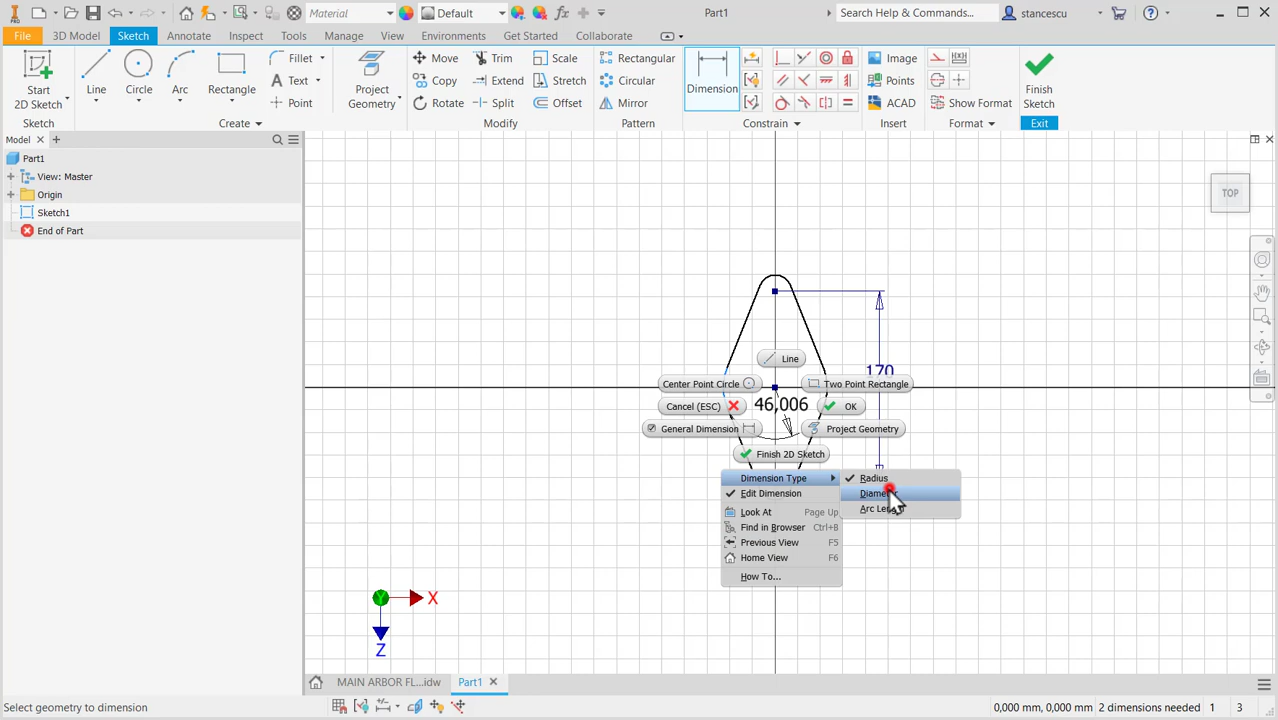 Material
Default
Part1
Search Help & Commands...
stancescu
File
3D Model
Sketch
Annotate
Inspect
Tools
Manage
View
Environments
Get Started
Collaborate
Start
2D Sketch
Line
Circle
Arc
Rectangle
Fillet
Text
Point
Project
Geometry
Move
Copy
Rotate
Trim
Extend
Split
Scale
Stretch
Offset
Rectangular
Circular
Mirror
Dimension
Image
Points
ACAD
Show Format
Finish
Sketch
Sketch
Create
Modify
Pattern
Constrain
Insert
Format
Exit
Model
Part1
View: Master
Origin
Sketch1
End of Part
TOP
Line
170
Center Point Circle
Two Point Rectangle
Cancel (ESC)
46,006
OK
General Dimension
Project Geometry
Finish 2D Sketch
Dimension Type
Radius
Edit Dimension
Look At Page Up
Find in Browser Ctrl+B
Previous View F5
Home View F6
How To...
X
Y
Z
MAIN ARBOR FL...idw
Part1
Select geometry to dimension
0,000 mm, 0,000 mm
2 dimensions needed
1
3